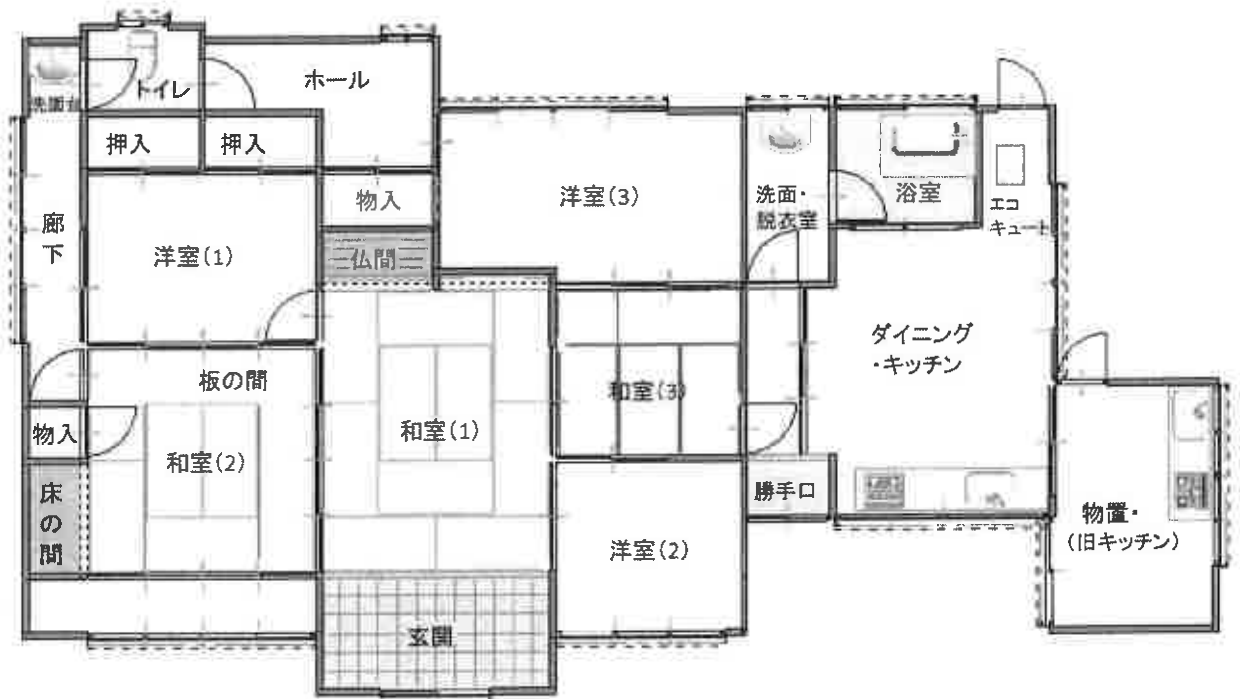 トイレ
ホール
洗面台
押入
押入
物入
洋室(3)
洗面・
脱衣室
浴室
エコ
キュート
廊
下
洋室(1)
仏間
ダイニング
・キッチン
板の間
和室(3)
物入
和室(2)
和室(1)
床
の
間
勝手口
洋室(2)
物置・
(旧キッチン)
玄関